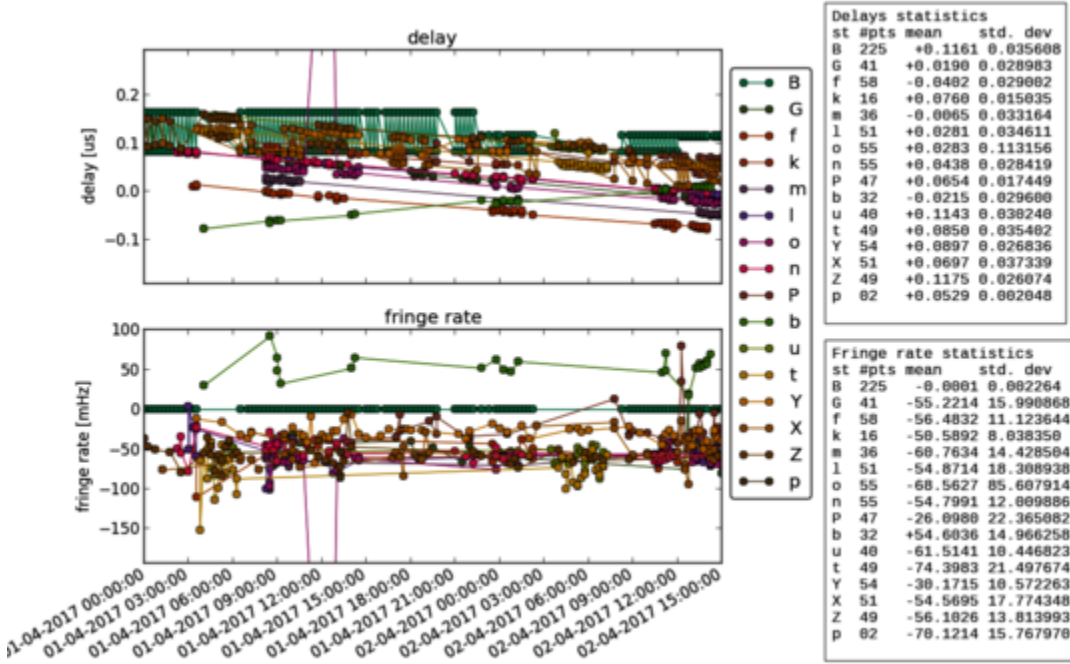 delay
0.2
0.1
0.0
−0.1
delay [us]
fringe rate
100
50
0
−50
−100
−150
fringe rate [mHz]
01-04-2017 00:00:00
01-04-2017 03:00:00
01-04-2017 06:00:00
01-04-2017 09:00:00
01-04-2017 12:00:00
01-04-2017 15:00:00
01-04-2017 18:00:00
01-04-2017 21:00:00
02-04-2017 00:00:00
02-04-2017 03:00:00
02-04-2017 06:00:00
02-04-2017 09:00:00
02-04-2017 12:00:00
02-04-2017 15:00:00
B
G
f
k
m
l
o
n
P
b
u
t
Y
X
Z
p
Delays statistics
st #pts mean std. dev
B 225 +0.1161 0.035608
G 41 +0.0190 0.028983
f 58 -0.0402 0.029002
k 16 +0.0760 0.015035
m 36 -0.0065 0.033164
l 51 +0.0281 0.034611
o 55 +0.0283 0.113156
n 55 +0.0438 0.028419
P 47 +0.0654 0.017449
b 32 -0.0215 0.029600
u 40 +0.1143 0.030240
t 49 +0.0850 0.035402
Y 54 +0.0897 0.026836
X 51 +0.0697 0.037339
Z 49 +0.1175 0.026074
p 02 +0.0529 0.002048
Fringe rate statistics
st #pts mean std. dev
B 225 -0.0001 0.002264
G 41 -55.2214 15.990868
f 58 -56.4832 11.123644
k 16 -50.5892 8.038350
m 36 -60.7634 14.428504
l 51 -54.8714 18.308938
o 55 -68.5627 85.607914
n 55 -54.7991 12.009886
P 47 -26.0980 22.365082
b 32 +54.6036 14.966258
u 40 -61.5141 10.446823
t 49 -74.3983 21.497674
Y 54 -30.1715 10.572263
X 51 -54.5695 17.774348
Z 49 -56.1026 13.813993
p 02 -70.1214 15.767970